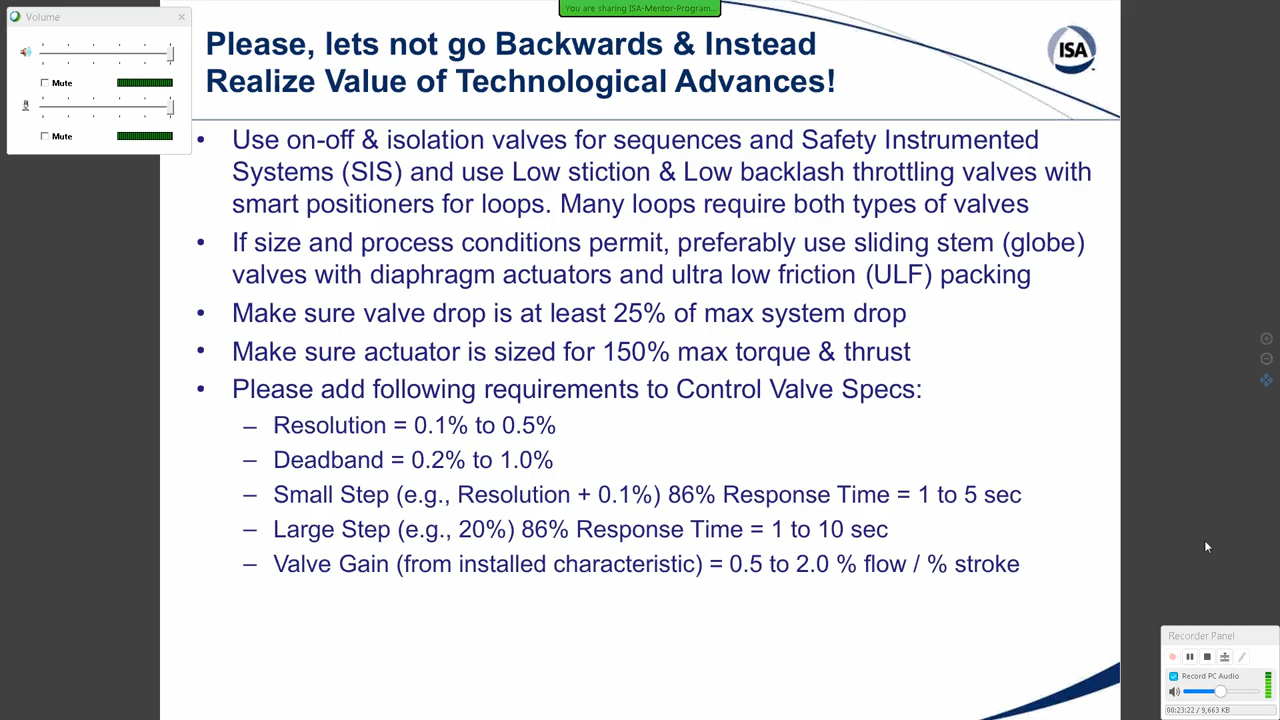 You are sharing ISA-Mentor-Program...
Volume
Mute
Mute
Please, lets not go Backwards & Instead
Realize Value of Technological Advances!
ISA
• Use on-off & isolation valves for sequences and Safety Instrumented
Systems (SIS) and use Low stiction & Low backlash throttling valves with
smart positioners for loops. Many loops require both types of valves
• If size and process conditions permit, preferably use sliding stem (globe)
valves with diaphragm actuators and ultra low friction (ULF) packing
• Make sure valve drop is at least 25% of max system drop
• Make sure actuator is sized for 150% max torque & thrust
• Please add following requirements to Control Valve Specs:
– Resolution = 0.1% to 0.5%
– Deadband = 0.2% to 1.0%
– Small Step (e.g., Resolution + 0.1%) 86% Response Time = 1 to 5 sec
– Large Step (e.g., 20%) 86% Response Time = 1 to 10 sec
– Valve Gain (from installed characteristic) = 0.5 to 2.0 % flow / % stroke
Recorder Panel
Record PC Audio
00:23:22 / 9,663 KB